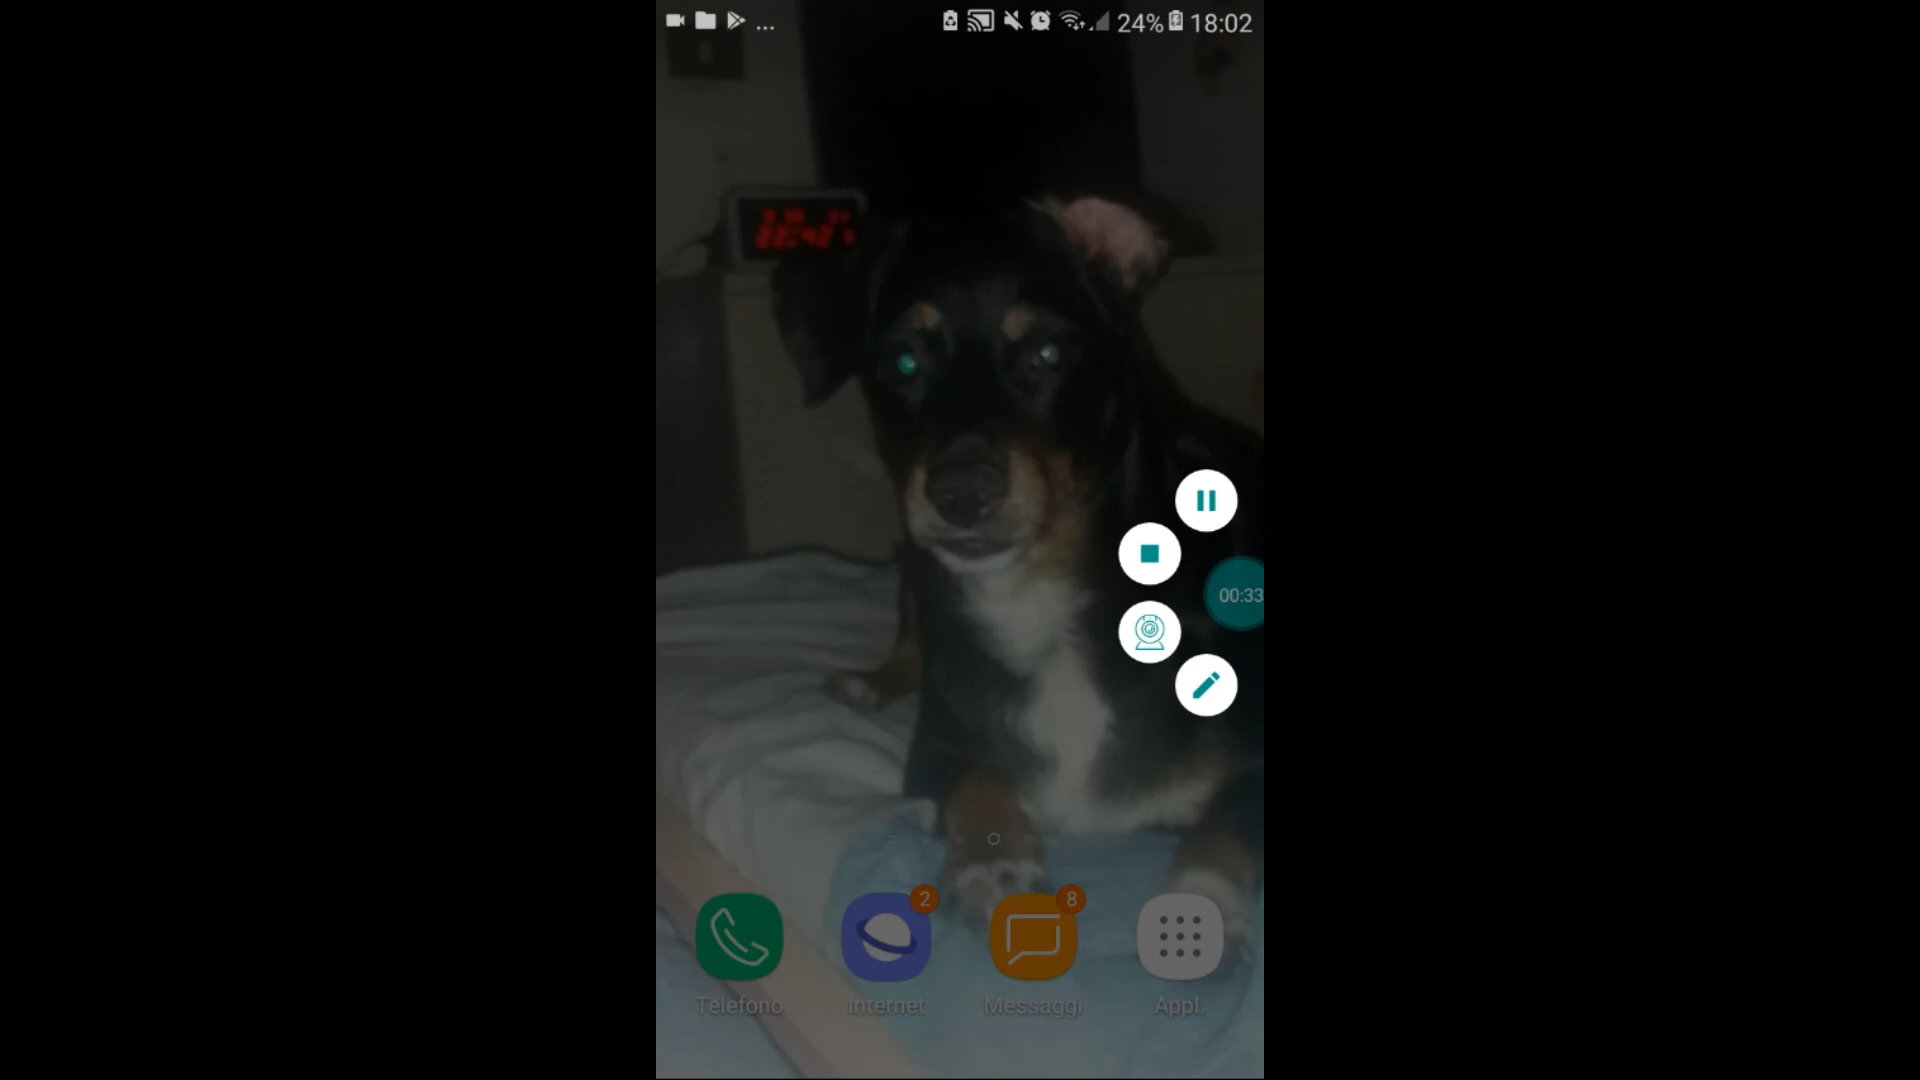 ... 24% 18:02
00:33
2 8
Telefono Internet Messaggi Appl.